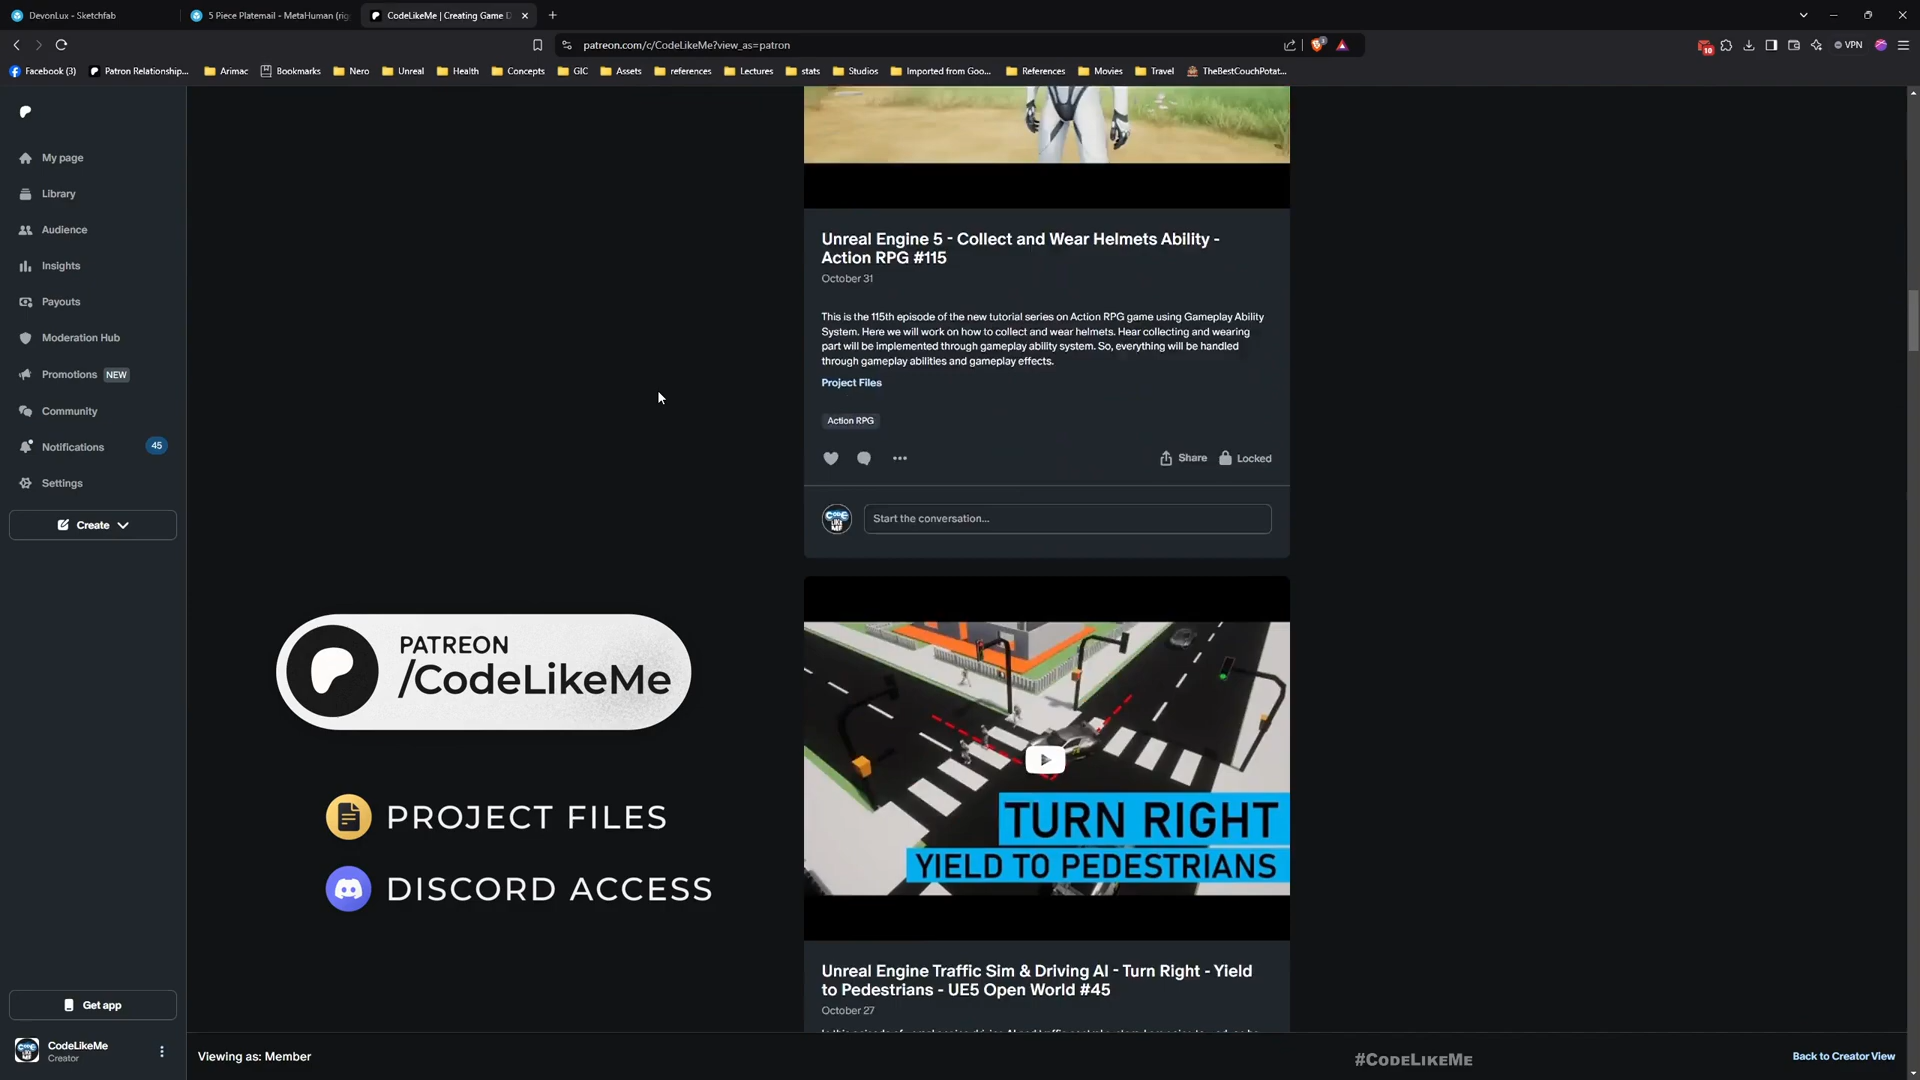 DevonLux - Sketchfab
5 Piece Platemail - MetaHuman (rig
CodeLikeMe | Creating Game D
patreon.com/c/CodeLikeMe?view_as=patron
10
VPN
Facebook (3)
Patron Relationship...
Arimac
Bookmarks
Nero
Unreal
Health
Concepts
GIC
Assets
references
Lectures
stats
Studios
Imported from Goo...
References
Movies
Travel
TheBestCouchPotat...
My page
Library
Audience
Insights
Payouts
Moderation Hub
Promotions NEW
Community
Notifications 45
Settings
Create
Get app
CodeLikeMe
Creator
Unreal Engine 5 - Collect and Wear Helmets Ability -
Action RPG #115
October 31
This is the 115th episode of the new tutorial series on Action RPG game using Gameplay Ability
System. Here we will work on how to collect and wear helmets. Hear collecting and wearing
part will be implemented through gameplay ability system. So, everything will be handled
through gameplay abilities and gameplay effects.
Project Files
Action RPG
Share
Locked
CODE LIKE ME
Start the conversation...
PATREON
/CodeLikeMe
PROJECT FILES
DISCORD ACCESS
TURN RIGHT
YIELD TO PEDESTRIANS
Unreal Engine Traffic Sim & Driving AI - Turn Right - Yield
to Pedestrians - UE5 Open World #45
October 27
Viewing as: Member
#CODELIKEME
Back to Creator View